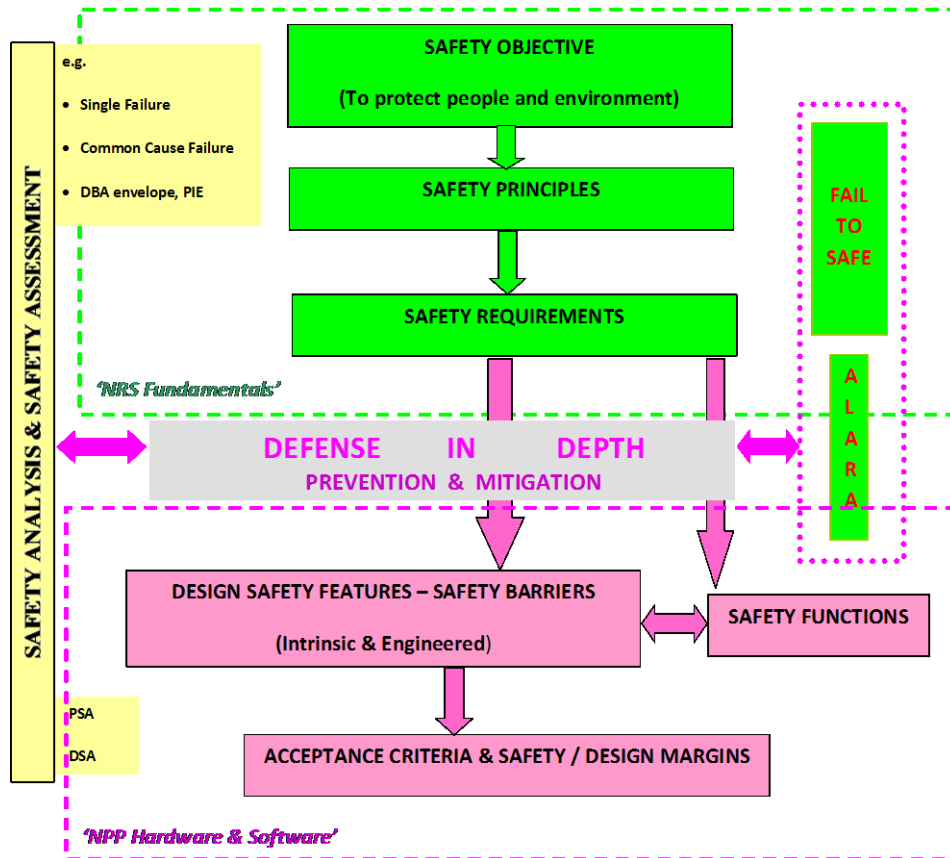 SAFETY ANALYSIS & SAFETY ASSESSMENT
e.g.
• Single Failure
• Common Cause Failure
• DBA envelope, PIE
SAFETY OBJECTIVE
(To protect people and environment)
SAFETY PRINCIPLES
SAFETY REQUIREMENTS
FAIL
TO
SAFE
A
L
A
R
A
'NRS Fundamentals'
DEFENSE IN DEPTH
PREVENTION & MITIGATION
DESIGN SAFETY FEATURES – SAFETY BARRIERS
(Intrinsic & Engineered)
SAFETY FUNCTIONS
PSA
DSA
ACCEPTANCE CRITERIA & SAFETY / DESIGN MARGINS
'NPP Hardware & Software'